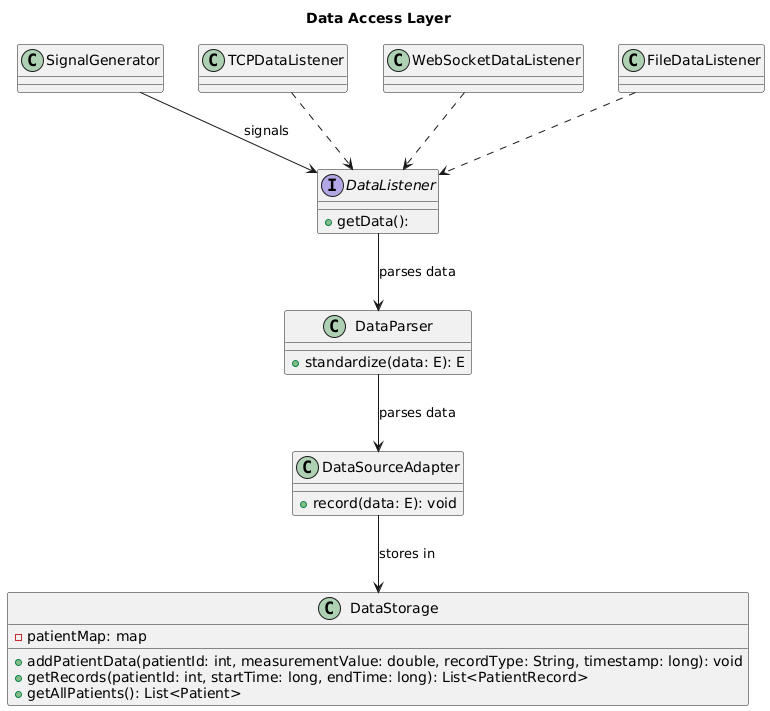 Data Access Layer
C SignalGenerator
C TCPDataListener
C WebSocketDataListener
C FileDataListener
signals
I DataListener
getData():
parses data
C DataParser
standardize(data: E): E
parses data
C DataSourceAdapter
record(data: E): void
stores in
C DataStorage
patientMap: map
addPatientData(patientId: int, measurementValue: double, recordType: String, timestamp: long): void
getRecords(patientId: int, startTime: long, endTime: long): List<PatientRecord>
getAllPatients(): List<Patient>